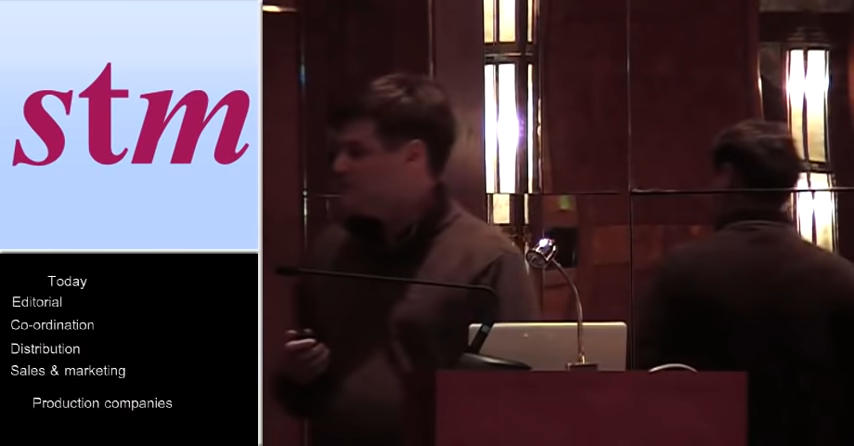 stm
Today
Editorial
Co-ordination
Distribution
Sales & marketing
Production companies